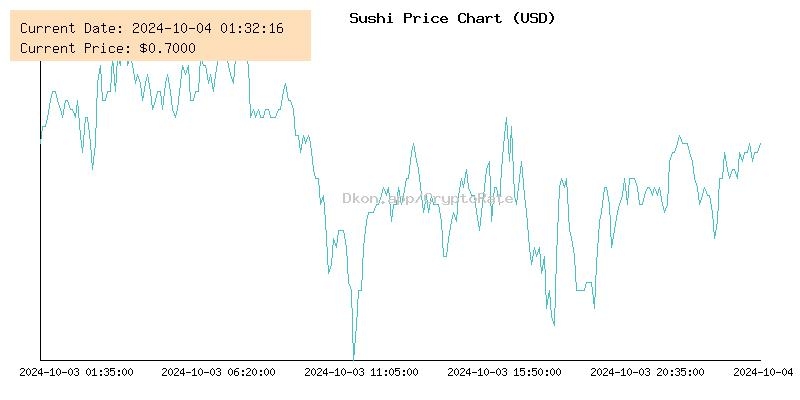 Sushi Price Chart (USD)
Current Date: 2024-10-04 01:32:16
Current Price: $0.7000
Dkon.app/CryptoRate
2024-10-03 01:35:00
2024-10-03 06:20:00
2024-10-03 11:05:00
2024-10-03 15:50:00
2024-10-03 20:35:00
2024-10-04